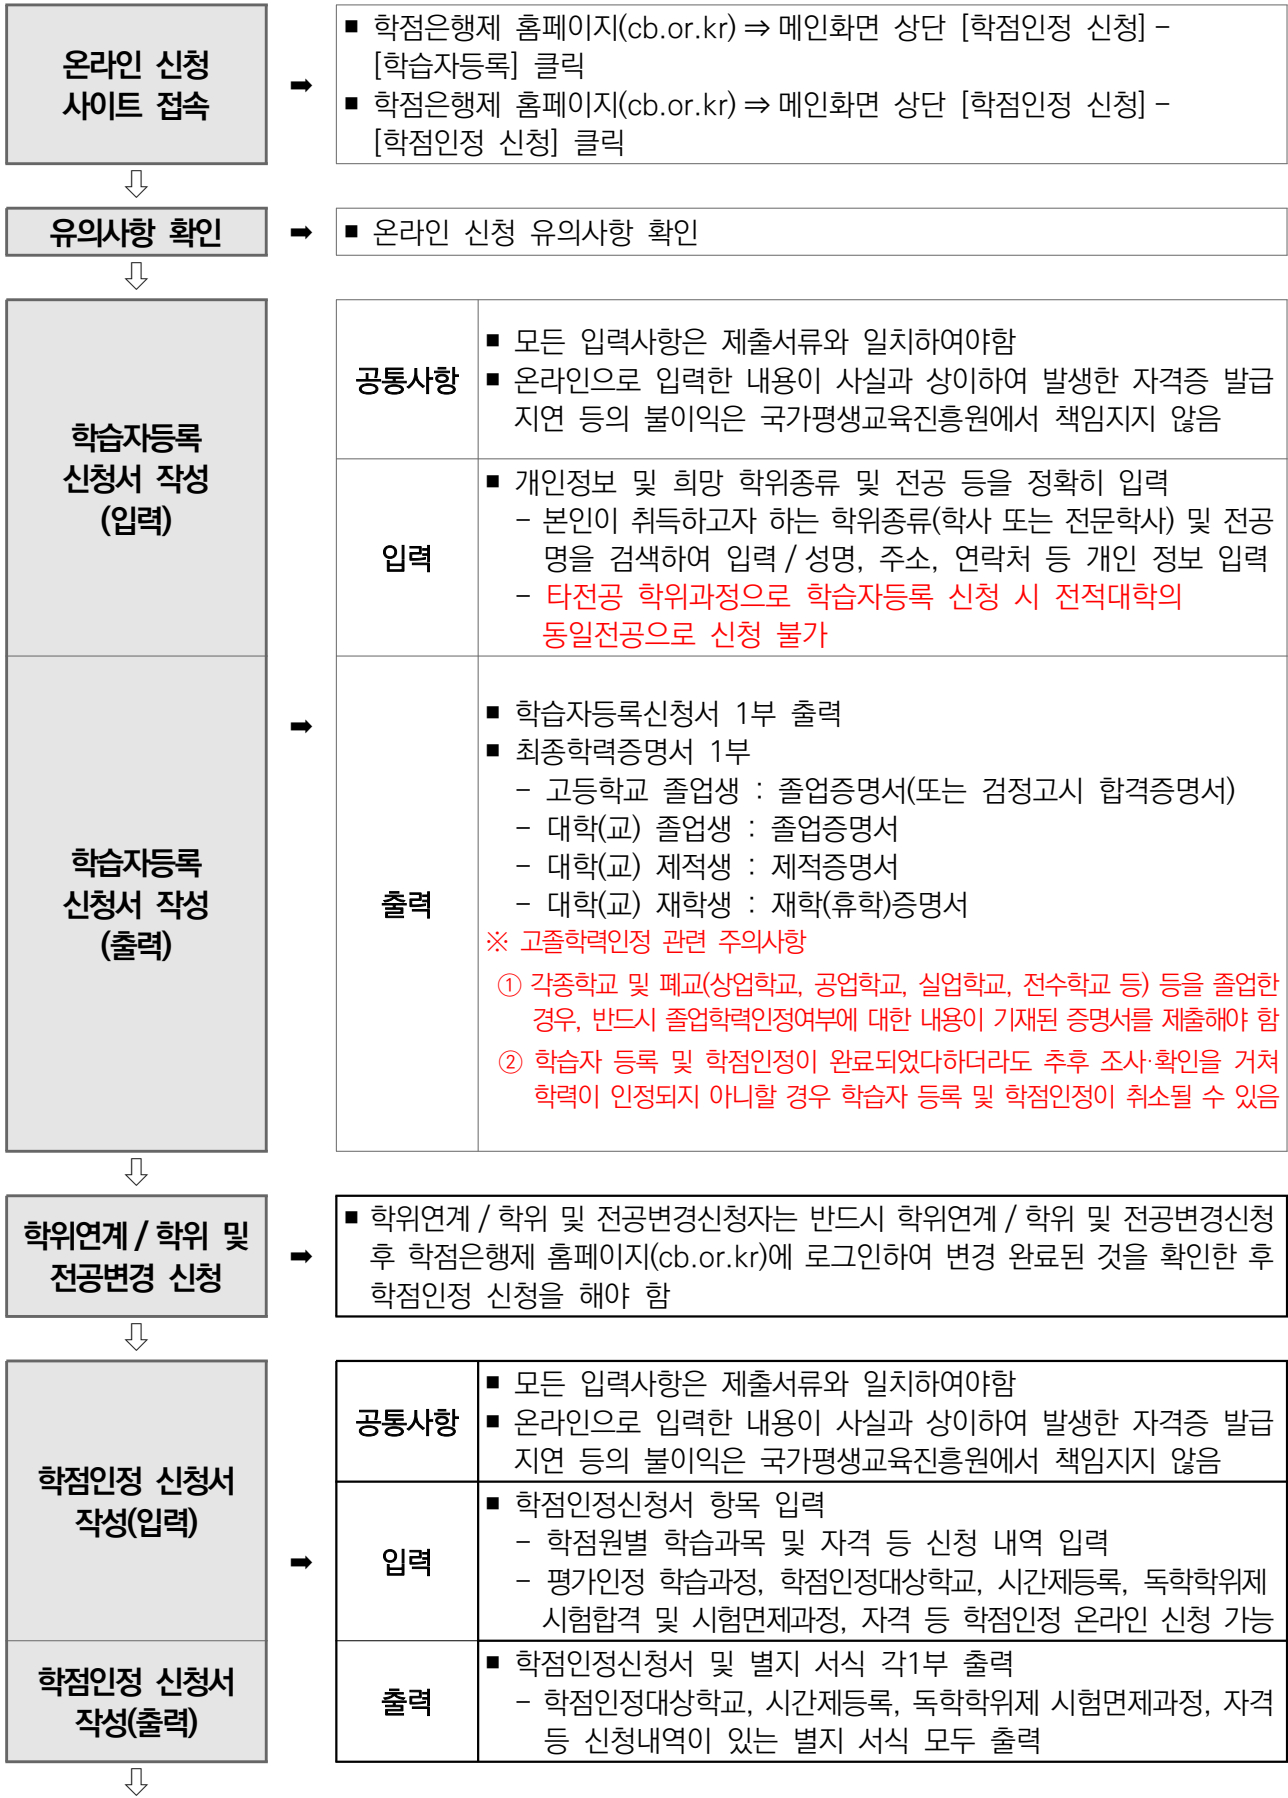 온라인 신청
사이트 접속
➡
■ 학점은행제 홈페이지(cb.or.kr) ⇒ 메인화면 상단 [학점인정 신청] -
[학습자등록] 클릭
■ 학점은행제 홈페이지(cb.or.kr) ⇒ 메인화면 상단 [학점인정 신청] -
[학점인정 신청] 클릭
⇩
유의사항 확인
➡
■ 온라인 신청 유의사항 확인
⇩
학습자등록
신청서 작성
(입력)
공통사항
■ 모든 입력사항은 제출서류와 일치하여야함
■ 온라인으로 입력한 내용이 사실과 상이하여 발생한 자격증 발급
지연 등의 불이익은 국가평생교육진흥원에서 책임지지 않음
입력
■ 개인정보 및 희망 학위종류 및 전공 등을 정확히 입력
- 본인이 취득하고자 하는 학위종류(학사 또는 전문학사) 및 전공
명을 검색하여 입력 / 성명, 주소, 연락처 등 개인 정보 입력
- 타전공 학위과정으로 학습자등록 신청 시 전적대학의
동일전공으로 신청 불가
➡
학습자등록
신청서 작성
(출력)
출력
■ 학습자등록신청서 1부 출력
■ 최종학력증명서 1부
- 고등학교 졸업생 : 졸업증명서(또는 검정고시 합격증명서)
- 대학(교) 졸업생 : 졸업증명서
- 대학(교) 제적생 : 제적증명서
- 대학(교) 재학생 : 재학(휴학)증명서
※ 고졸학력인정 관련 주의사항
① 각종학교 및 폐교(상업학교, 공업학교, 실업학교, 전수학교 등) 등을 졸업한
경우, 반드시 졸업학력인정여부에 대한 내용이 기재된 증명서를 제출해야 함
② 학습자 등록 및 학점인정이 완료되었다하더라도 추후 조사·확인을 거쳐
학력이 인정되지 아니할 경우 학습자 등록 및 학점인정이 취소될 수 있음
⇩
학위연계 / 학위 및
전공변경 신청
➡
■ 학위연계 / 학위 및 전공변경신청자는 반드시 학위연계 / 학위 및 전공변경신청
후 학점은행제 홈페이지(cb.or.kr)에 로그인하여 변경 완료된 것을 확인한 후
학점인정 신청을 해야 함
⇩
학점인정 신청서
작성(입력)
➡
공통사항
■ 모든 입력사항은 제출서류와 일치하여야함
■ 온라인으로 입력한 내용이 사실과 상이하여 발생한 자격증 발급
지연 등의 불이익은 국가평생교육진흥원에서 책임지지 않음
입력
■ 학점인정신청서 항목 입력
- 학점원별 학습과목 및 자격 등 신청 내역 입력
- 평가인정 학습과정, 학점인정대상학교, 시간제등록, 독학학위제
시험합격 및 시험면제과정, 자격 등 학점인정 온라인 신청 가능
학점인정 신청서
작성(출력)
출력
■ 학점인정신청서 및 별지 서식 각1부 출력
- 학점인정대상학교, 시간제등록, 독학학위제 시험면제과정, 자격
등 신청내역이 있는 별지 서식 모두 출력
⇩